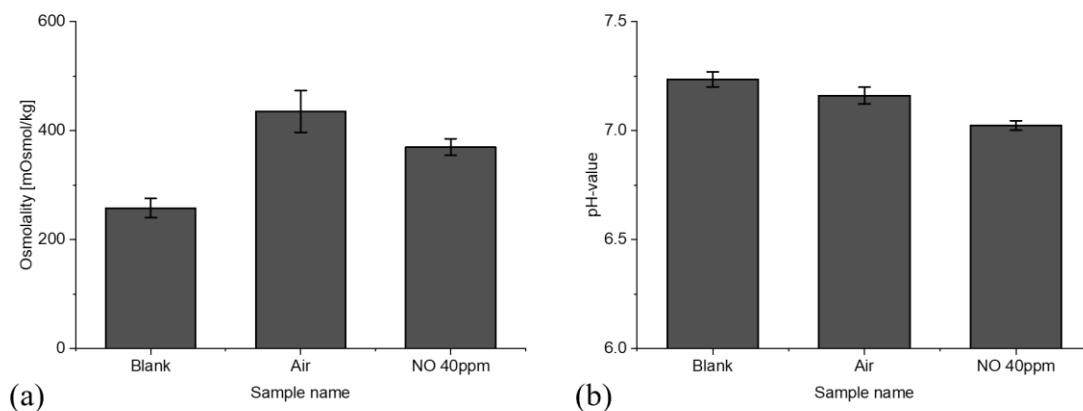 600
400
200
0
Osmolality [mOsmol/kg]
Blank Air NO 40ppm
Sample name
(a)
7.5
7.0
6.5
6.0
pH-value
Blank Air NO 40ppm
Sample name
(b)